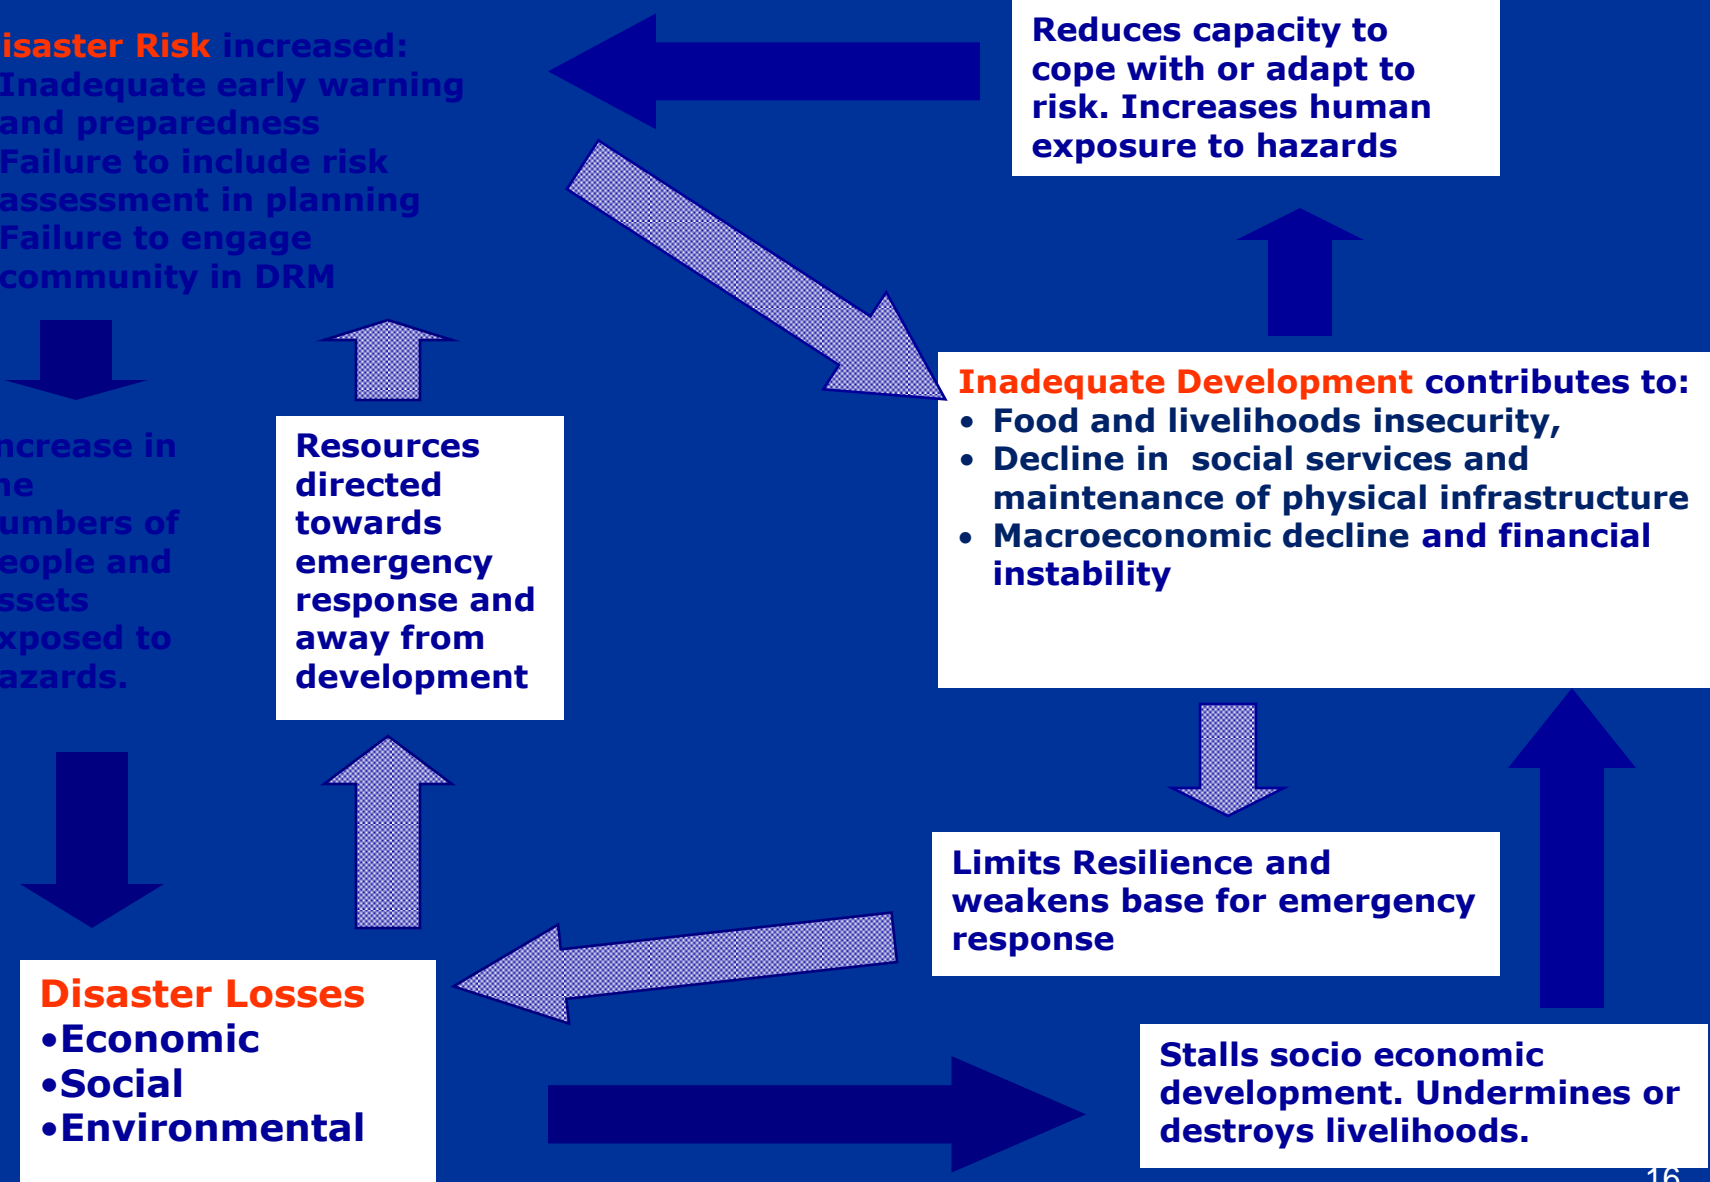 isaster Risk increased:
Inadequate early warning
and preparedness
Failure to include risk
assessment in planning
Failure to engage
community in DRM
Reduces capacity to
cope with or adapt to
risk. Increases human
exposure to hazards
ncrease in
he
umbers of
eople and
ssets
xposed to
azards.
Resources
directed
towards
emergency
response and
away from
development
Inadequate Development contributes to:
• Food and livelihoods insecurity,
• Decline in  social services and
maintenance of physical infrastructure
• Macroeconomic decline and financial
instability
Limits Resilience and
weakens base for emergency
response
Disaster Losses
•Economic
•Social
•Environmental
Stalls socio economic
development. Undermines or
destroys livelihoods.
16